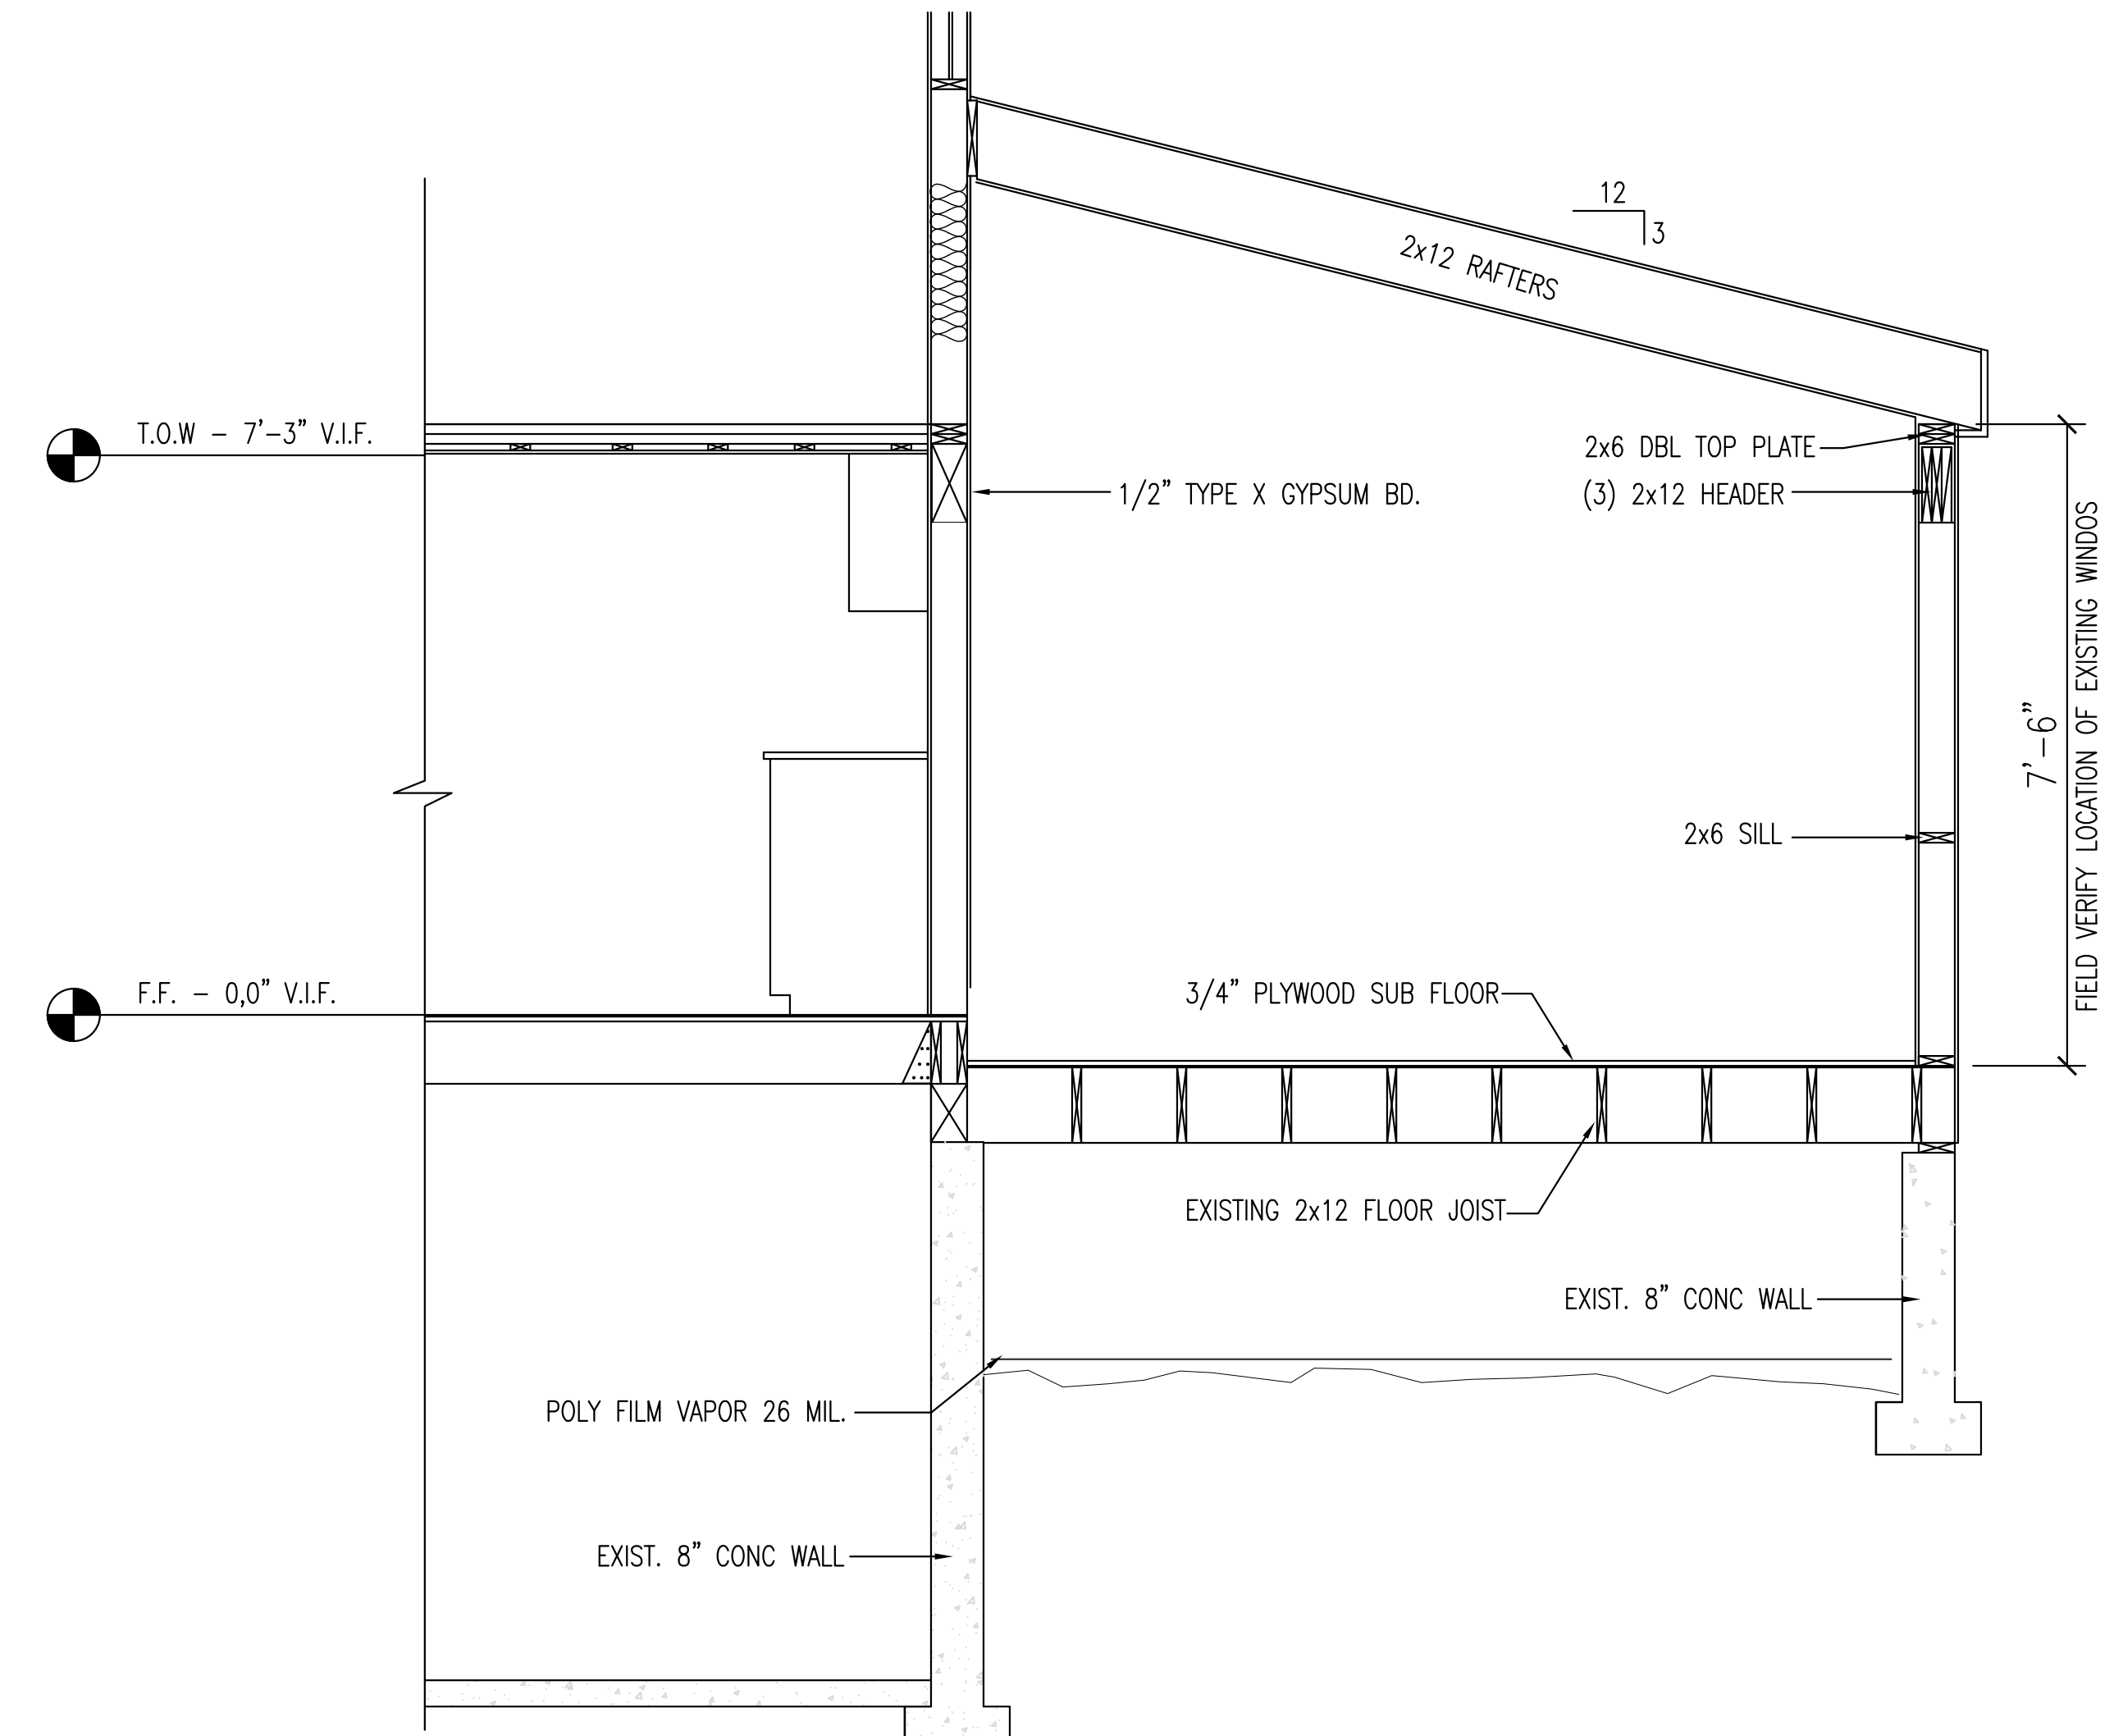 12
3
2x12 RAFTERS
T.O.W - 7'-3" V.I.F.
2x6 DBL TOP PLATE
1/2" TYPE X GYPSUM BD.
(3) 2x12 HEADER
7'-6"
FIELD VERIFY LOCATION OF EXISTING WINDOS
2x6 SILL
F.F. - 0,0" V.I.F.
3/4" PLYWOOD SUB FLOOR
EXISTING 2x12 FLOOR JOIST
EXIST. 8" CONC WALL
POLY FILM VAPOR 26 MIL.
EXIST. 8" CONC WALL